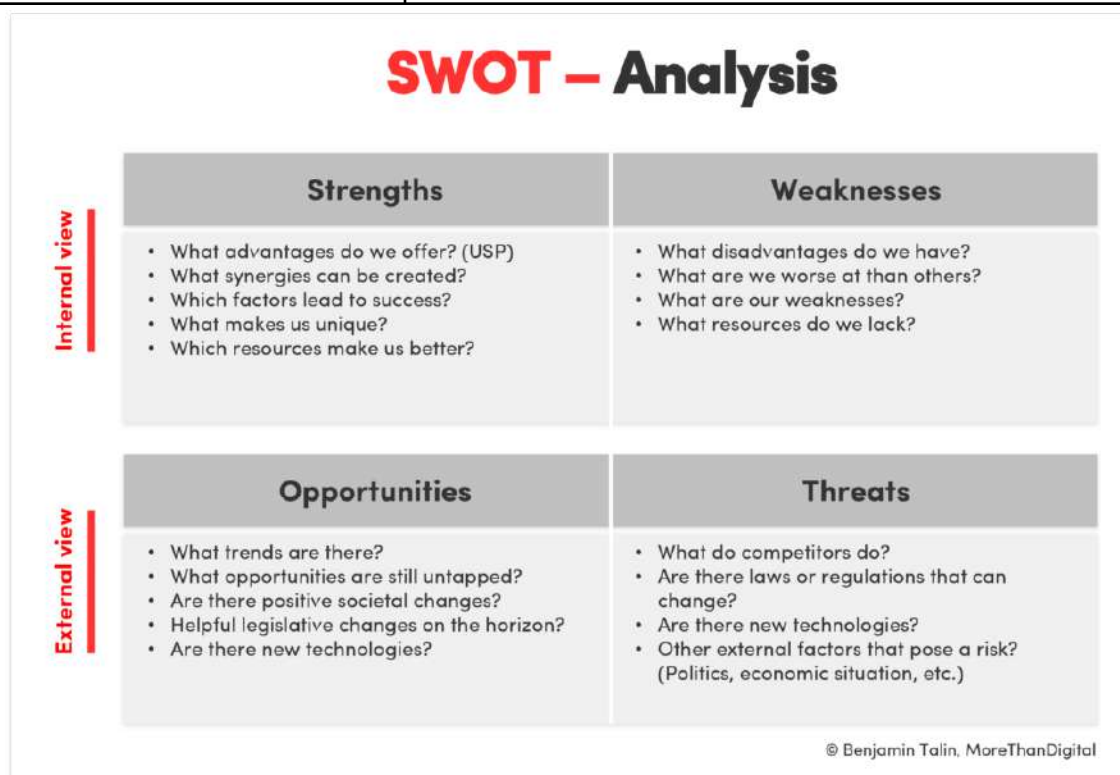 SWOT – Analysis
Internal view
Strengths
• What advantages do we offer? (USP)
• What synergies can be created?
• Which factors lead to success?
• What makes us unique?
• Which resources make us better?
Weaknesses
• What disadvantages do we have?
• What are we worse at than others?
• What are our weaknesses?
• What resources do we lack?
External view
Opportunities
• What trends are there?
• What opportunities are still untapped?
• Are there positive societal changes?
• Helpful legislative changes on the horizon?
• Are there new technologies?
Threats
• What do competitors do?
• Are there laws or regulations that can
change?
• Are there new technologies?
• Other external factors that pose a risk?
(Politics, economic situation, etc.)
© Benjamin Talin, MoreThanDigital